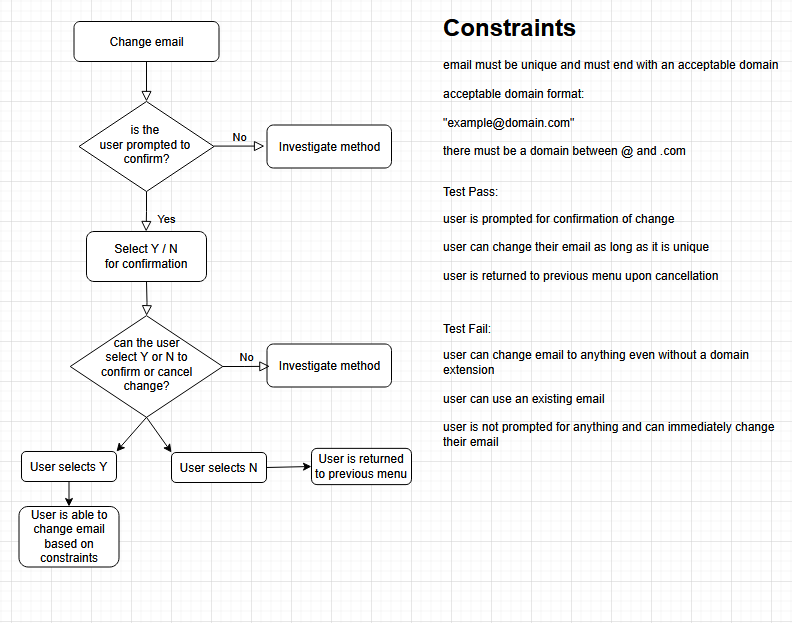 Change email
is the
user prompted to
confirm?
No
Investigate method
Yes
Select Y / N
for confirmation
can the user
select Y or N to
confirm or cancel
change?
No
Investigate method
User selects Y
User selects N
User is returned
to previous menu
User is able to
change email
based on
constraints
Constraints
email must be unique and must end with an acceptable domain
acceptable domain format:
"example@domain.com"
there must be a domain between @ and .com
Test Pass:
user is prompted for confirmation of change
user can change their email as long as it is unique
user is returned to previous menu upon cancellation
Test Fail:
user can change email to anything even without a domain
extension
user can use an existing email
user is not prompted for anything and can immediately change
their email